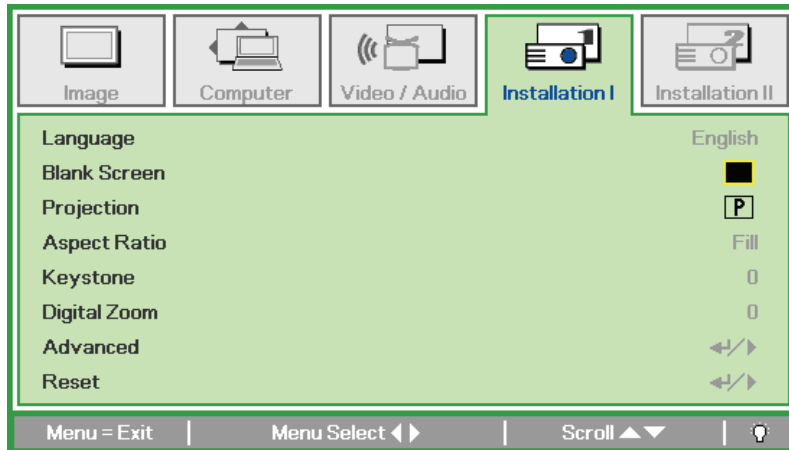 Image Computer Video / Audio Installation I Installation II
Language English
Blank Screen
Projection P
Aspect Ratio Fill
Keystone 0
Digital Zoom 0
Advanced
Reset
Menu = Exit | Menu Select | Scroll |